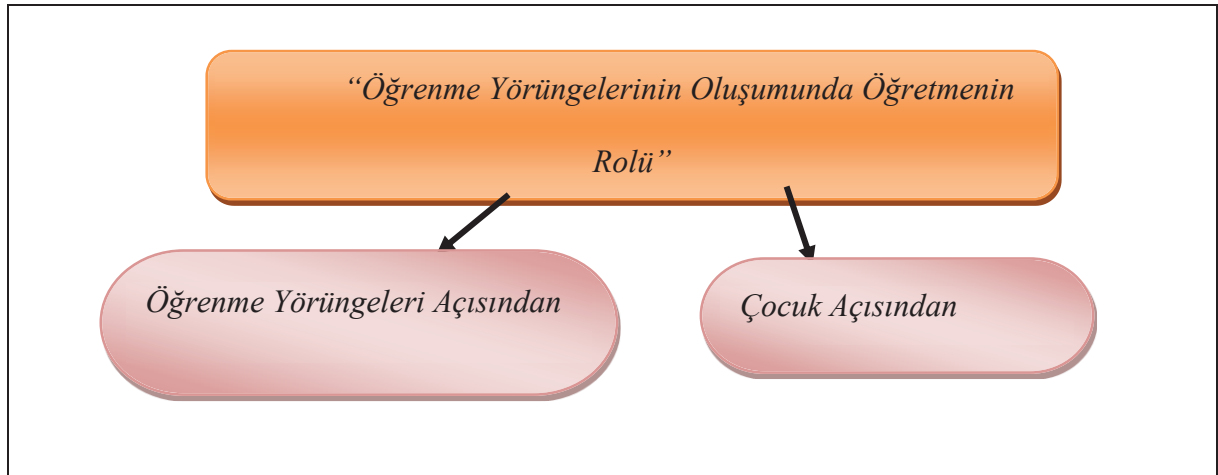 “Öğrenme Yörüngelerinin Oluşumunda Öğretmenin
Rolü”
Öğrenme Yörüngeleri Açısından
Çocuk Açısından